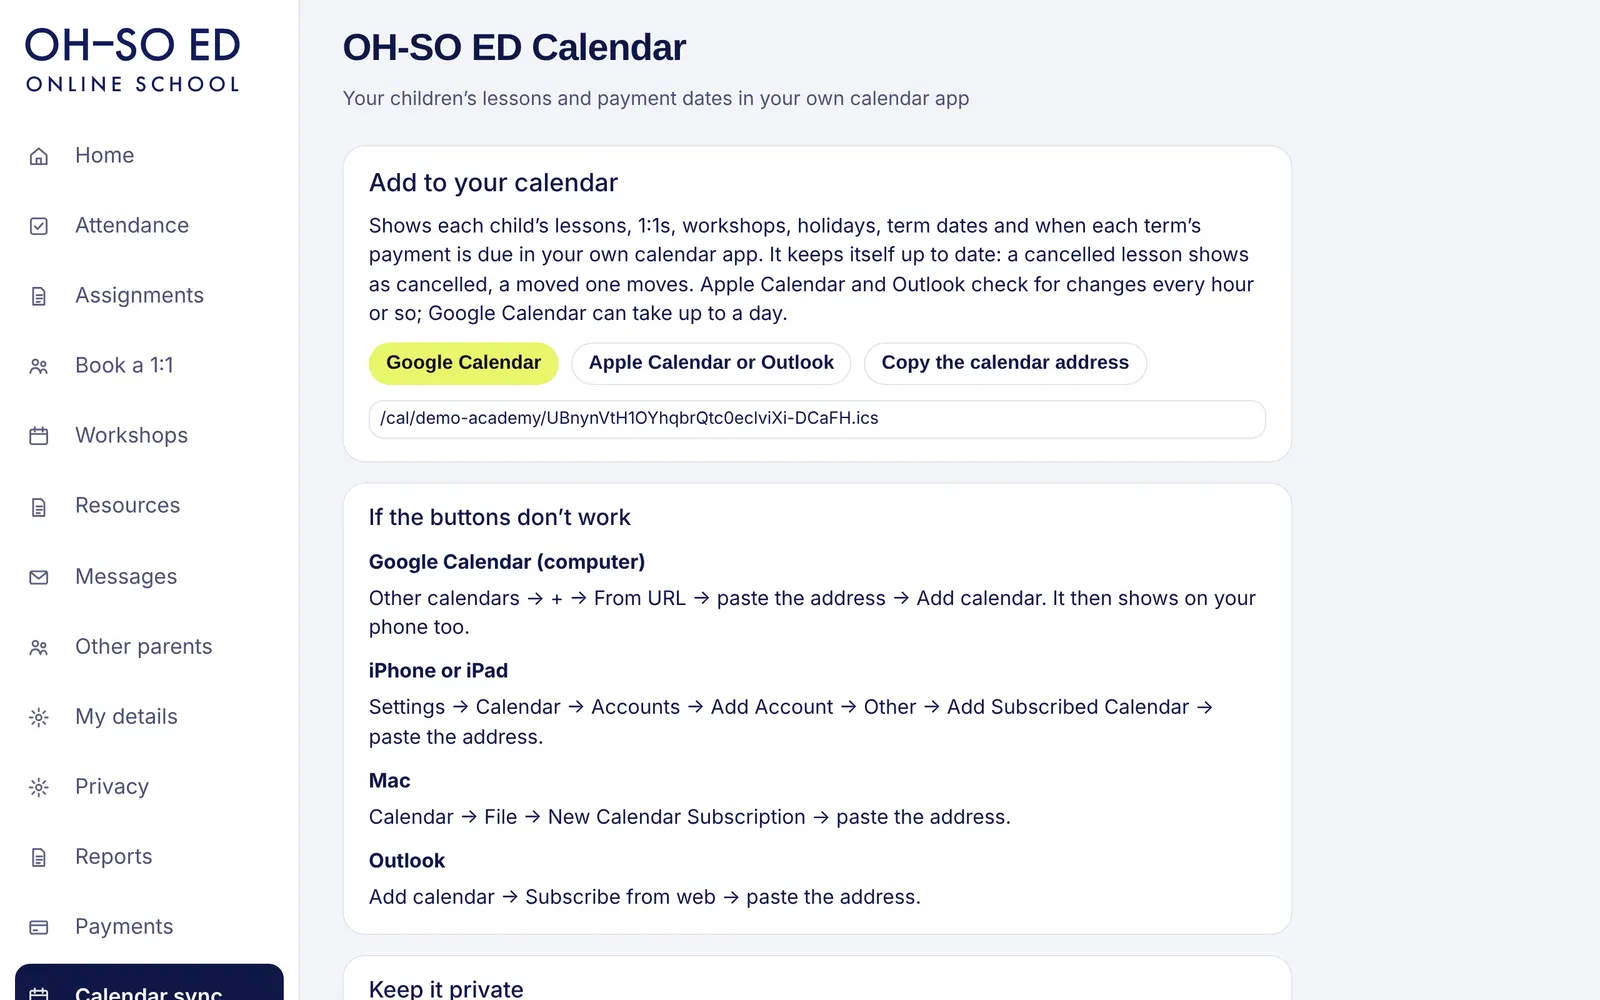 OH–SO ED
ONLINE SCHOOL
Home
Attendance
Assignments
Book a 1:1
Workshops
Resources
Messages
Other parents
My details
Privacy
Reports
Payments
Calendar sync
OH-SO ED Calendar
Your children’s lessons and payment dates in your own calendar app
Add to your calendar
Shows each child’s lessons, 1:1s, workshops, holidays, term dates and when each term’s
payment is due in your own calendar app. It keeps itself up to date: a cancelled lesson shows
as cancelled, a moved one moves. Apple Calendar and Outlook check for changes every hour
or so; Google Calendar can take up to a day.
Google Calendar
Apple Calendar or Outlook
Copy the calendar address
/cal/demo-academy/UBnynVtH1OYhqbrQtc0eclviXi-DCaFH.ics
If the buttons don’t work
Google Calendar (computer)
Other calendars → + → From URL → paste the address → Add calendar. It then shows on your
phone too.
iPhone or iPad
Settings → Calendar → Accounts → Add Account → Other → Add Subscribed Calendar →
paste the address.
Mac
Calendar → File → New Calendar Subscription → paste the address.
Outlook
Add calendar → Subscribe from web → paste the address.
Keep it private